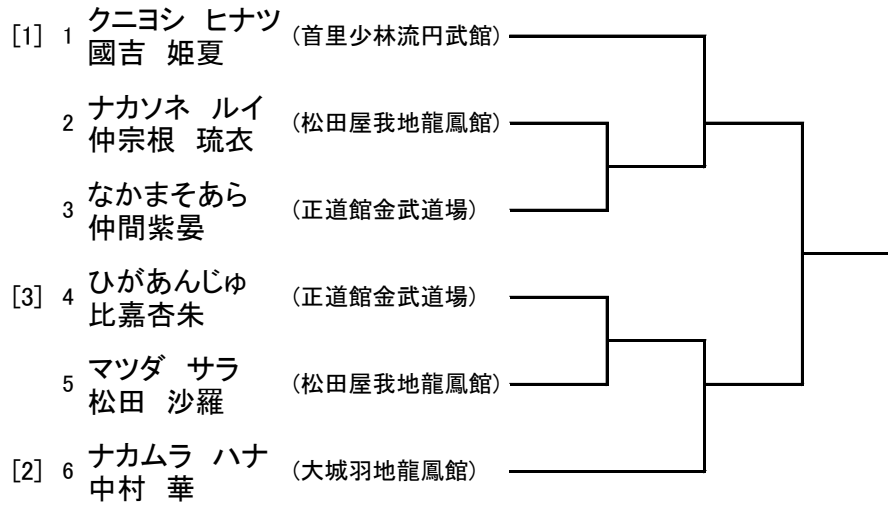 クニヨシ ヒナツ
[1] 1 國吉 姫夏 (首里少林流円武館)
ナカソネ ルイ
2 仲宗根 琉衣 (松田屋我地龍鳳館)
なかまそあら
3 仲間紫晏 (正道館金武道場)
ひがあんじゅ
[3] 4 比嘉杏朱 (正道館金武道場)
マツダ サラ
5 松田 沙羅 (松田屋我地龍鳳館)
ナカムラ ハナ
[2] 6 中村 華 (大城羽地龍鳳館)